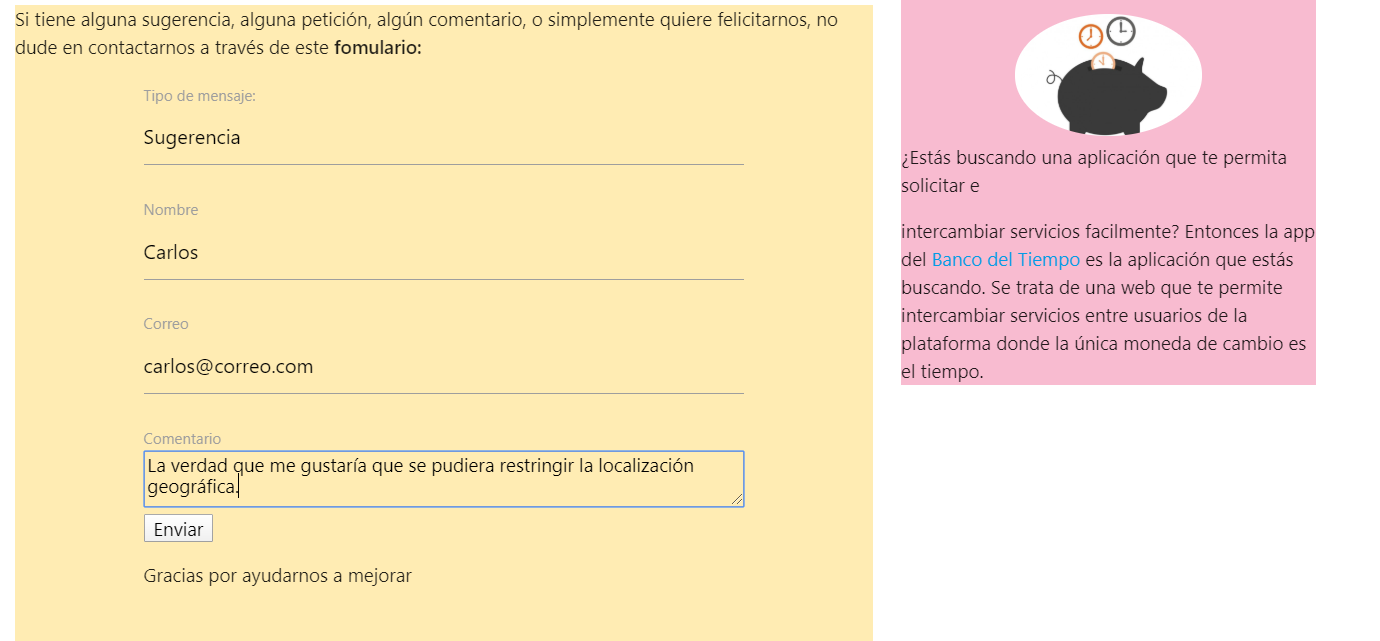 Si tiene alguna sugerencia, alguna petición, algún comentario, o simplemente quiere felicitarnos, no
dude en contactarnos a través de este fomulario:
Tipo de mensaje:
Sugerencia
Nombre
Carlos
Correo
carlos@correo.com
Comentario
La verdad que me gustaría que se pudiera restringir la localización
geográfica.
Enviar
Gracias por ayudarnos a mejorar
¿Estás buscando una aplicación que te permita
solicitar e
intercambiar servicios facilmente? Entonces la app
del Banco del Tiempo es la aplicación que estás
buscando. Se trata de una web que te permite
intercambiar servicios entre usuarios de la
plataforma donde la única moneda de cambio es
el tiempo.